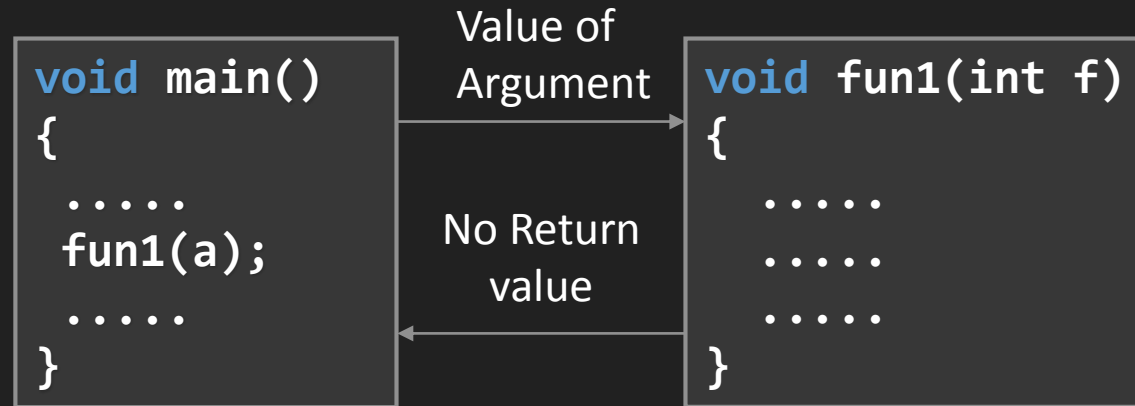 void main()
{
.....
fun1(a);
.....
}
Value of
Argument
No Return
value
void fun1(int f)
{
.....
.....
.....
}